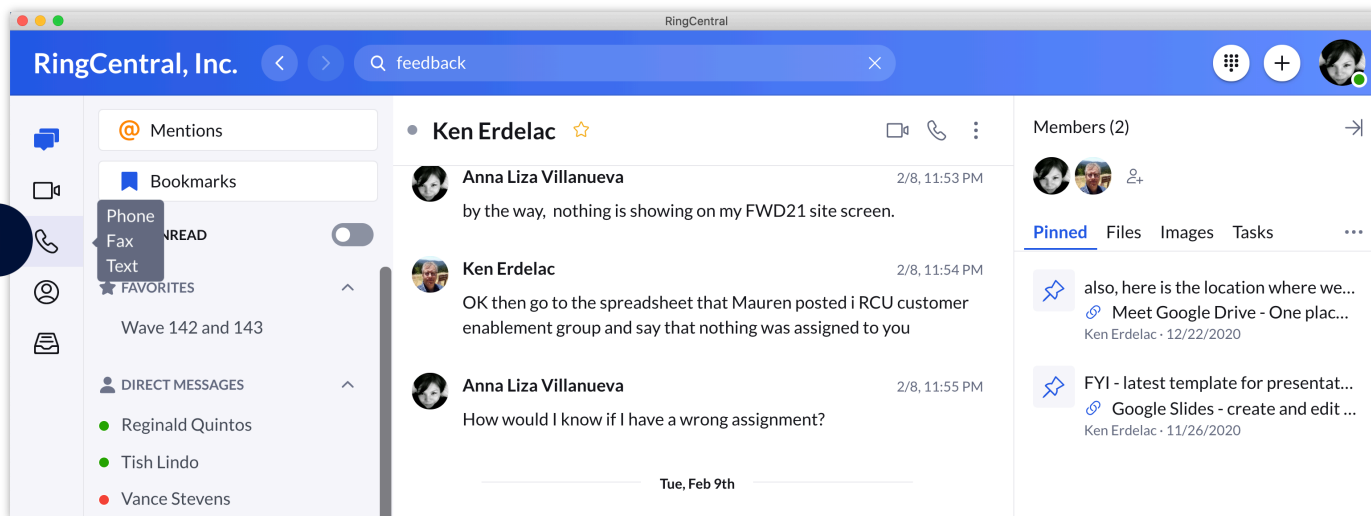 RingCentral
RingCentral, Inc.
feedback
@ Mentions
Bookmarks
Phone
Fax
Text
NREAD
FAVORITES
Wave 142 and 143
DIRECT MESSAGES
Reginald Quintos
Tish Lindo
Vance Stevens
Ken Erdelac
Anna Liza Villanueva 2/8, 11:53 PM
by the way, nothing is showing on my FWD21 site screen.
Ken Erdelac 2/8, 11:54 PM
OK then go to the spreadsheet that Mauren posted i RCU customer
enablement group and say that nothing was assigned to you
Anna Liza Villanueva 2/8, 11:55 PM
How would I know if I have a wrong assignment?
Tue, Feb 9th
Members (2)
Pinned Files Images Tasks
also, here is the location where we...
Meet Google Drive - One plac...
Ken Erdelac · 12/22/2020
FYI - latest template for presentat...
Google Slides - create and edit ...
Ken Erdelac · 11/26/2020